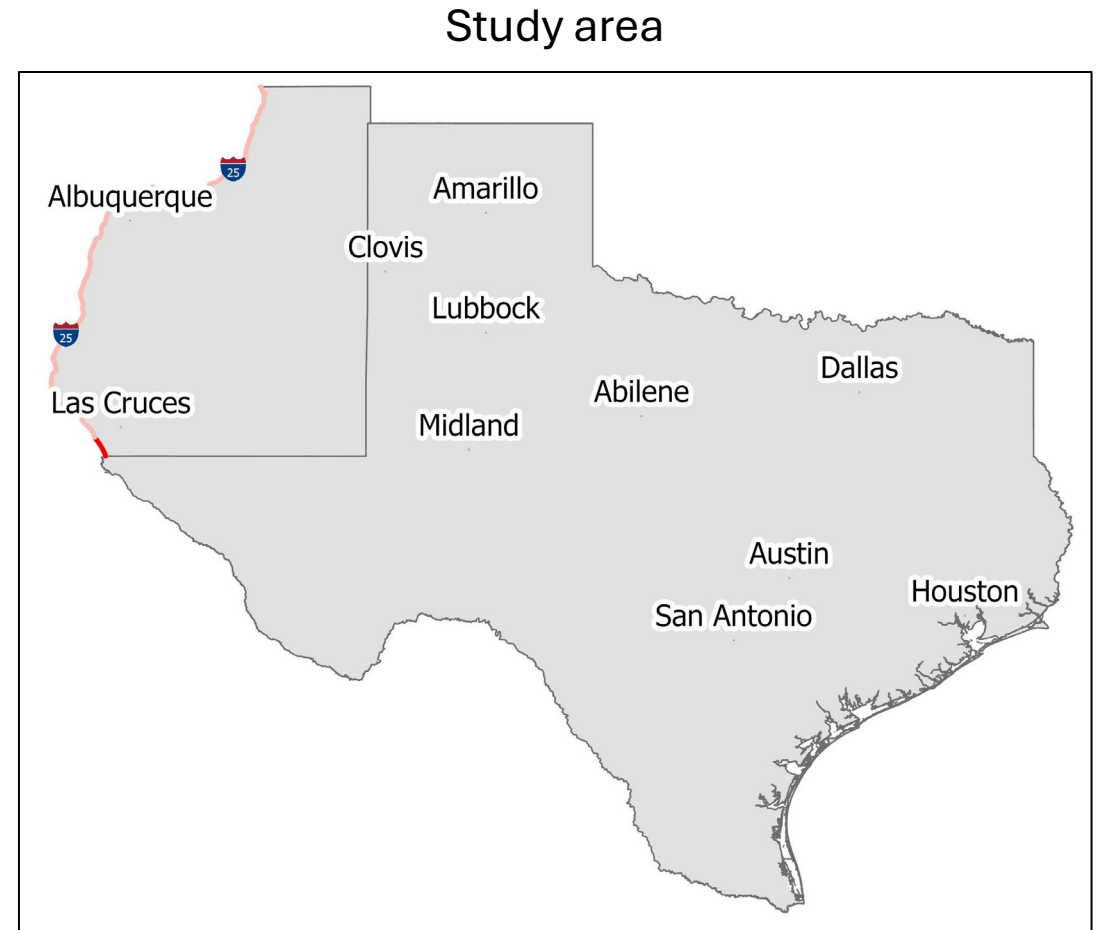 Study area
25
Albuquerque
Amarillo
Clovis
Lubbock
25
Dallas
Abilene
Las Cruces
Midland
Austin
Houston
San Antonio